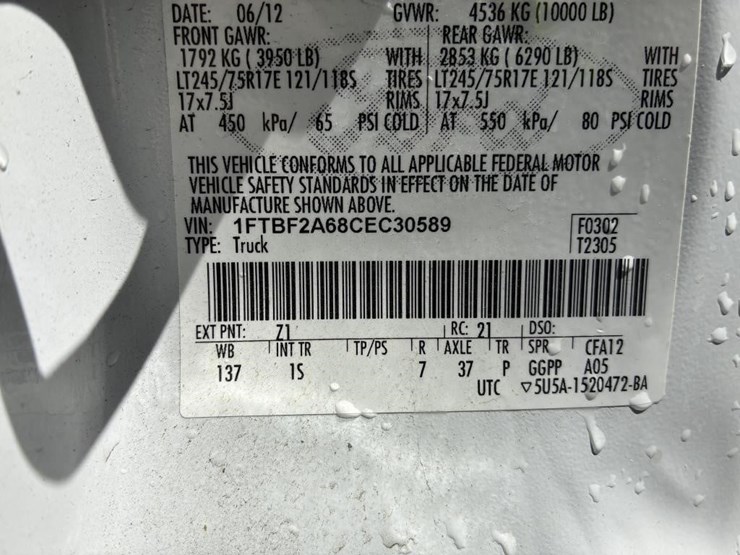 DATE: 06/12 GVWR: 4536 KG (10000 LB)
FRONT GAWR: REAR GAWR:
1792 KG ( 3950 LB) WITH 2853 KG ( 6290 LB) WITH
LT245/75R17E 121/118S TIRES LT245/75R17E 121/118S TIRES
17x7.5J RIMS 17x7.5J RIMS
AT 450 kPa/ 65 PSI COLD AT 550 kPa/ 80 PSI COLD
THIS VEHICLE CONFORMS TO ALL APPLICABLE FEDERAL MOTOR
VEHICLE SAFETY STANDARDS IN EFFECT ON THE DATE OF
MANUFACTURE SHOWN ABOVE.
VIN: 1FTBF2A68CEC30589 F0302
TYPE: Truck T2305
EXT PNT: Z1 RC: 21 DSO:
WB INT TR TP/PS R AXLE TR SPR CFA12
137 1S 7 37 P GGPP A05
UTC ▽5U5A-1520472-BA